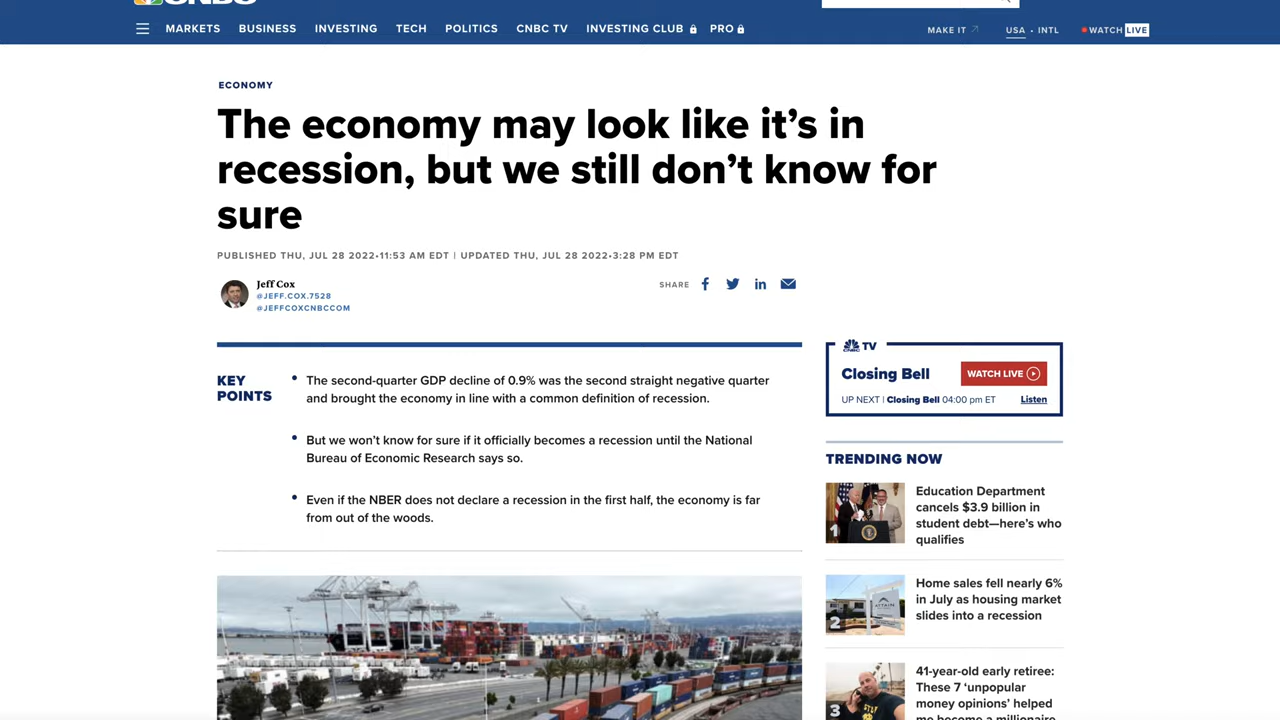 CNBC
MARKETS BUSINESS INVESTING TECH POLITICS CNBC TV INVESTING CLUB PRO
MAKE IT USA • INTL WATCH LIVE
ECONOMY
The economy may look like it’s in
recession, but we still don’t know for
sure
PUBLISHED THU, JUL 28 2022•11:53 AM EDT | UPDATED THU, JUL 28 2022•3:28 PM EDT
Jeff Cox
@JEFF.COX.7528
@JEFFCOXCNBCCOM
SHARE
KEY
POINTS
The second-quarter GDP decline of 0.9% was the second straight negative quarter
and brought the economy in line with a common definition of recession.
But we won’t know for sure if it officially becomes a recession until the National
Bureau of Economic Research says so.
Even if the NBER does not declare a recession in the first half, the economy is far
from out of the woods.
CNBC TV
Closing Bell
WATCH LIVE
UP NEXT | Closing Bell 04:00 pm ET Listen
TRENDING NOW
1
Education Department
cancels $3.9 billion in
student debt—here’s who
qualifies
2
Home sales fell nearly 6%
in July as housing market
slides into a recession
3
41-year-old early retiree:
These 7 ‘unpopular
money opinions’ helped
me become a millionaire